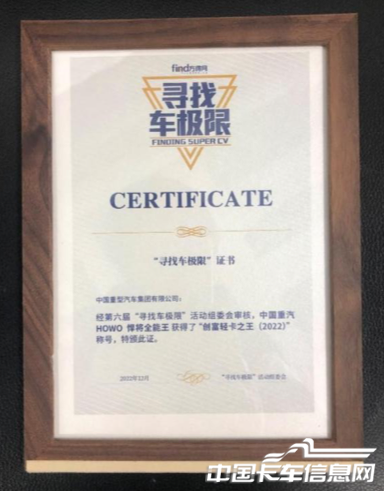 find方得网
寻找
车极限
FINDING SUPER CV
CERTIFICATE
“寻找车极限”证书
中国重型汽车集团有限公司：
经第六届“寻找车极限”活动组委会审核，中国重汽
HOWO 悍将全能王 获得了“创富轻卡之王（2022）”
称号，特颁此证。
2022年12月
“寻找车极限”活动组委会
中国卡车信息网